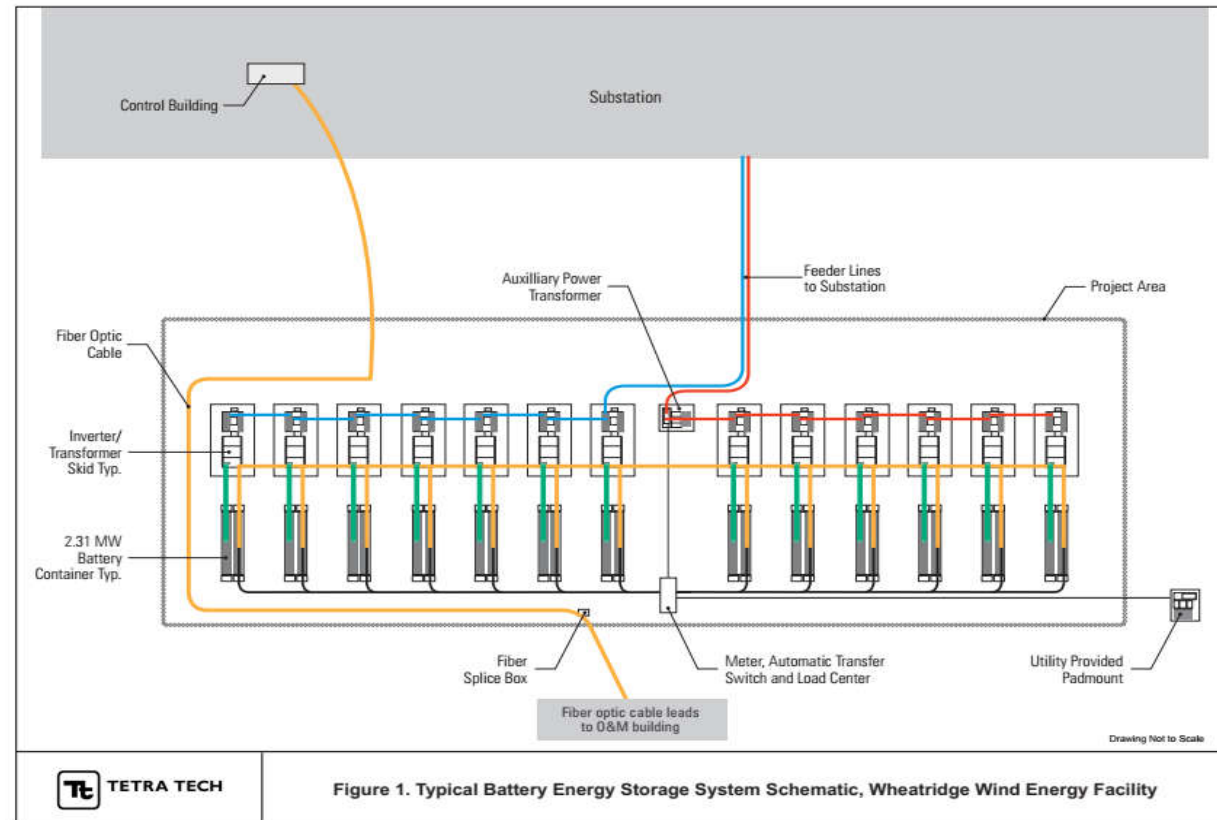 Control Building
Substation
Auxilliary Power
Transformer
Feeder Lines
to Substation
Project Area
Fiber Optic
Cable
Inverter/
Transformer
Skid Typ.
2.31 MW
Battery
Container Typ.
Fiber
Splice Box
Meter, Automatic Transfer
Switch and Load Center
Utility Provided
Padmount
Fiber optic cable leads
to O&M building
Drawing Not to Scale
Tt TETRA TECH
Figure 1. Typical Battery Energy Storage System Schematic, Wheatridge Wind Energy Facility